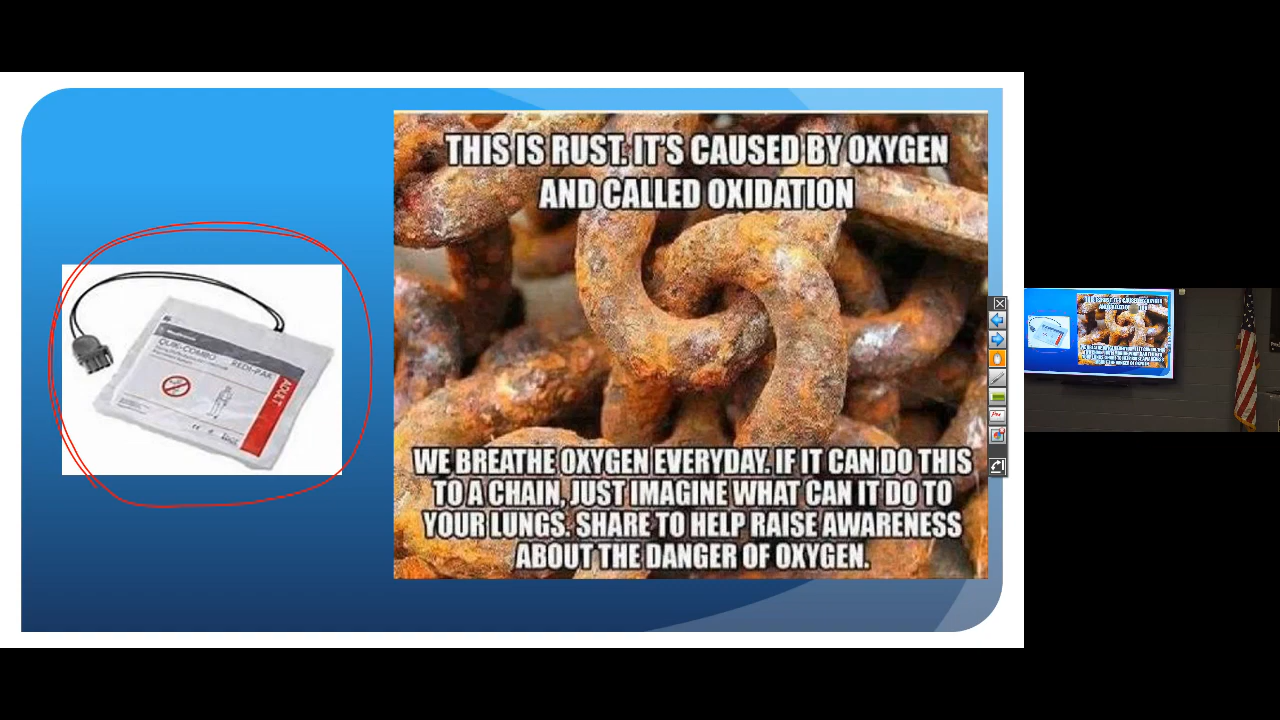 THIS IS RUST. IT'S CAUSED BY OXYGEN
AND CALLED OXIDATION
WE BREATHE OXYGEN EVERYDAY. IF IT CAN DO THIS
TO A CHAIN, JUST IMAGINE WHAT CAN IT DO TO
YOUR LUNGS. SHARE TO HELP RAISE AWARENESS
ABOUT THE DANGER OF OXYGEN.
QUIK-COMBO REDI-PAK
ADULT